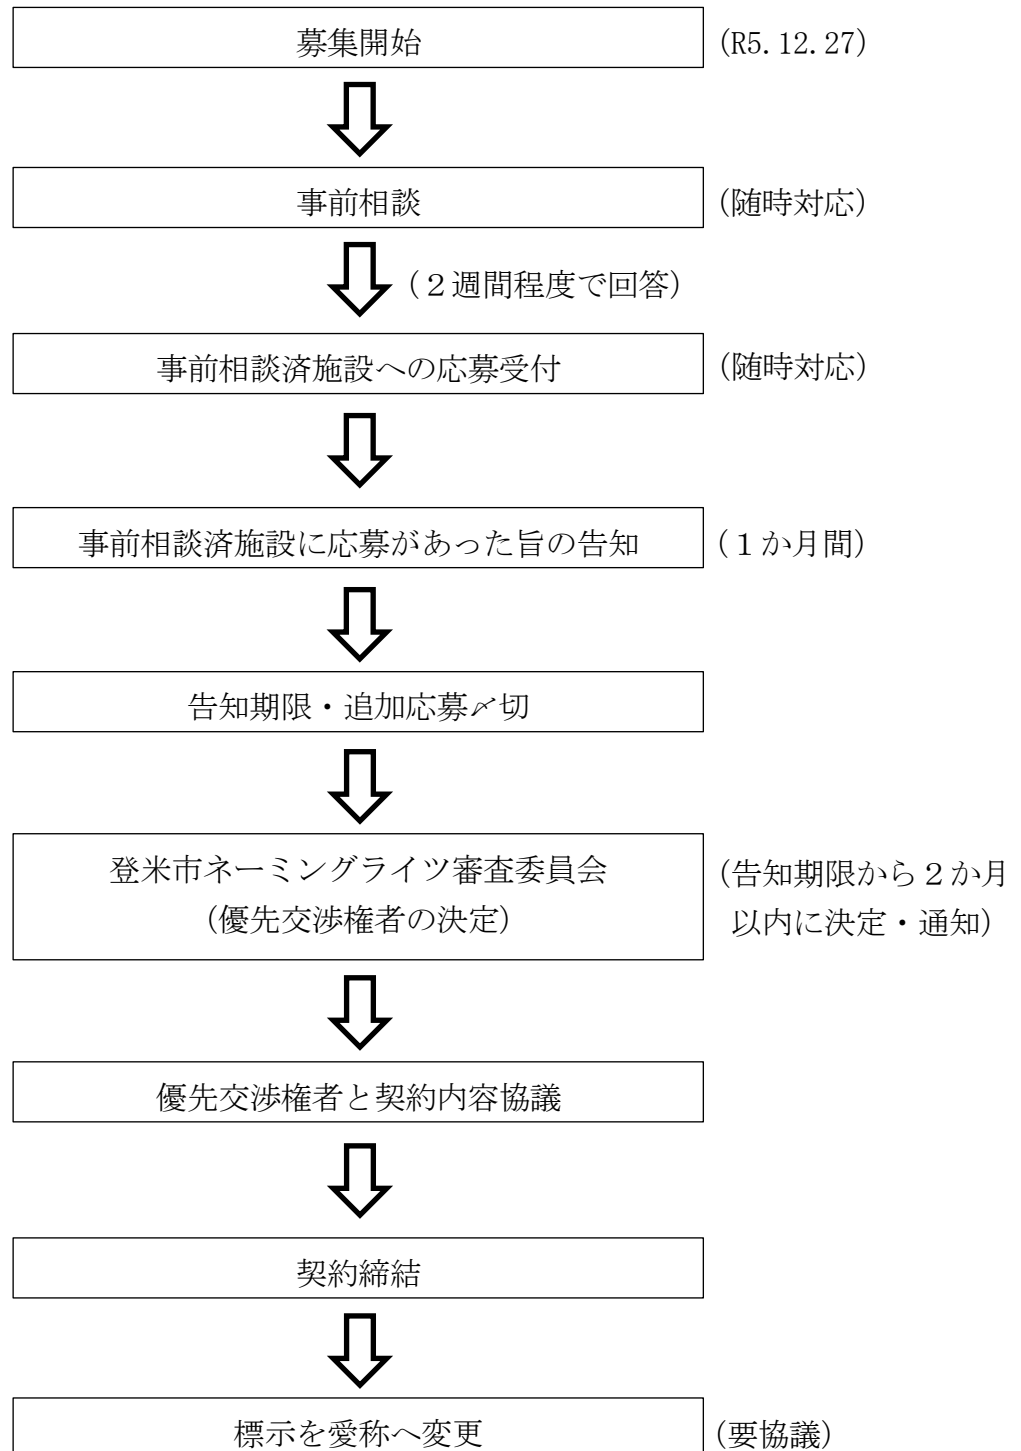 募集開始 (R5.12.27)
事前相談 (随時対応)
(２週間程度で回答)
事前相談済施設への応募受付 (随時対応)
事前相談済施設に応募があった旨の告知 (１か月間)
告知期限・追加応募〆切
登米市ネーミングライツ審査委員会 (告知期限から２か月
(優先交渉権者の決定) 以内に決定・通知)
優先交渉権者と契約内容協議
契約締結
標示を愛称へ変更 (要協議)